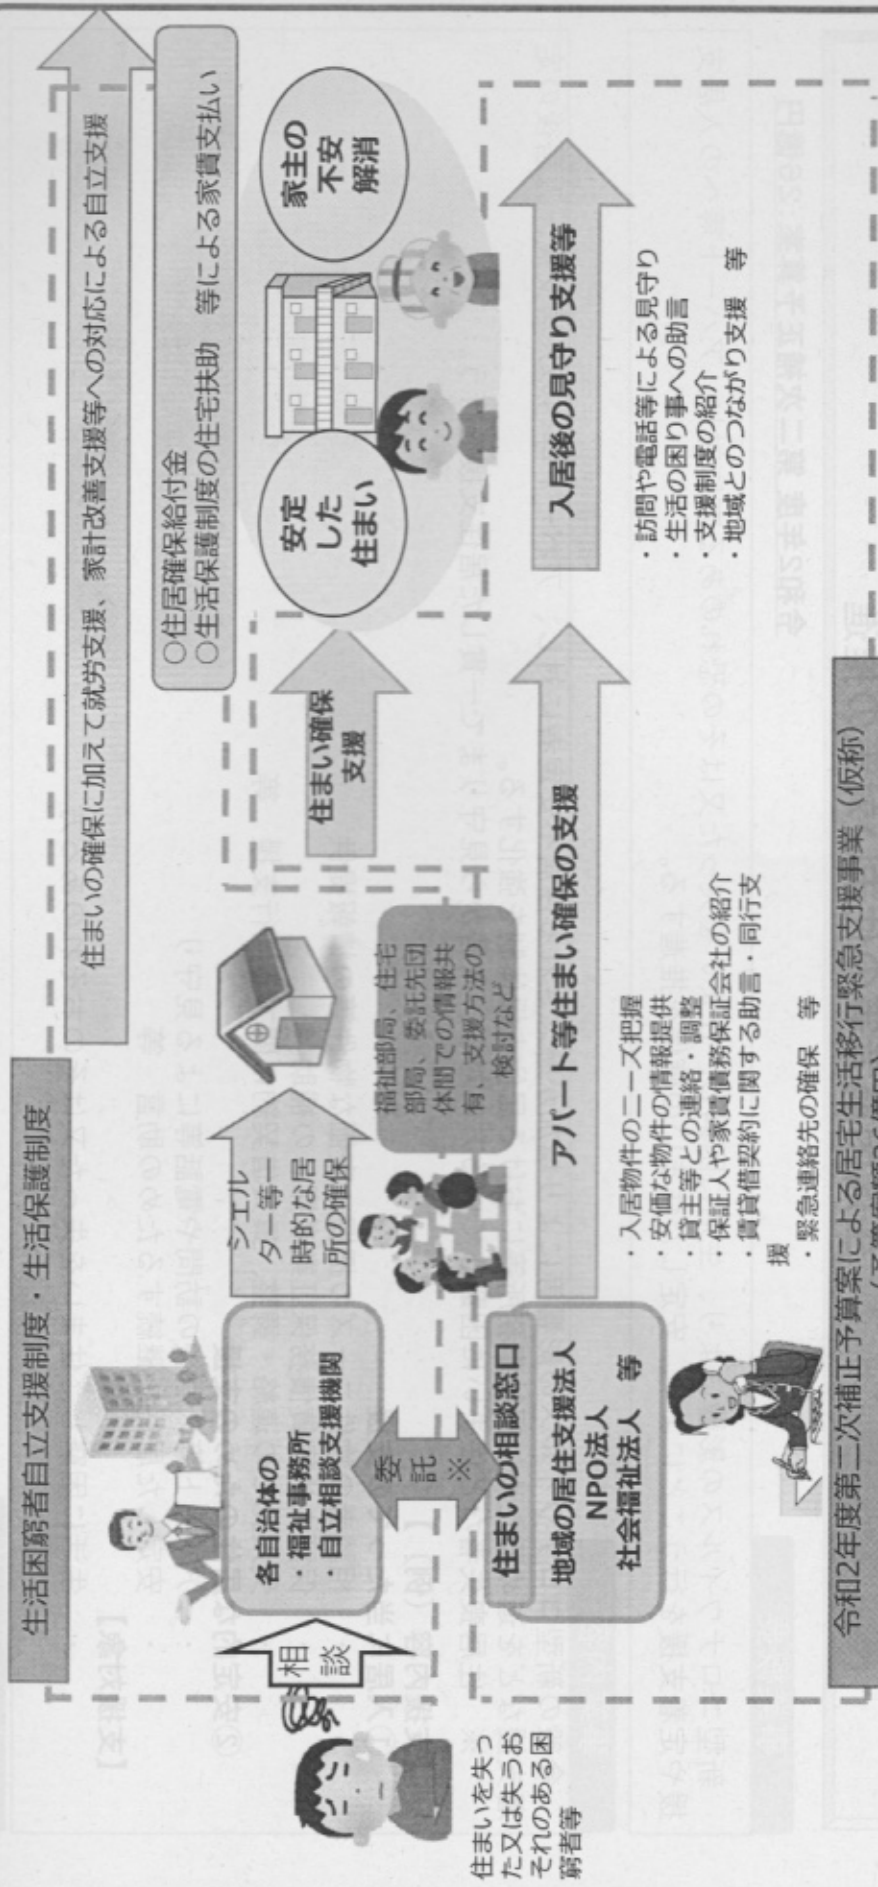 生活困窮者自立支援制度・生活保護制度
住まいの確保に加えて就労支援、家計改善支援等への対応による自立支援
○住居確保給付金
○生活保護制度の住宅扶助　等による家賃支払い
住まいを失っ
た又は失うお
それのある困
窮者等
相
談
各自治体の
・福祉事務所
・自立相談支援機関
シェル
ター等一
時的な居
所の確保
委
託
※
福祉部局、住宅
部局、委託先団
体間での情報共
有、支援方法の
検討など
住まい確保
支援
安定
した
住まい
家主の
不安
解消
住まいの相談窓口
地域の居住支援法人
NPO法人
社会福祉法人　等
アパート等住まい確保の支援
・入居物件のニーズ把握
・安価な物件の情報提供
・貸主等との連絡・調整
・保証人や家賃債務保証会社の紹介
・賃貸借契約に関する助言・同行支
援
・緊急連絡先の確保　等
入居後の見守り支援等
・訪問や電話等による見守り
・生活の困り事への助言
・支援制度の紹介
・地域とのつながり支援　等
令和2年度第二次補正予算案による居宅生活移行緊急支援事業（仮称）